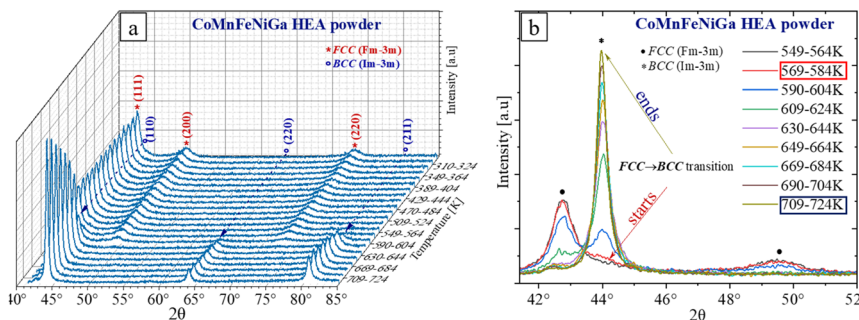 a
CoMnFeNiGa HEA powder
* FCC (Fm-3m)
° BCC (Im-3m)
Intensity [a.u]
* (111)
° (110)
* (200)
° (220)
* (220)
° (211)
310-324
349-364
389-404
429-444
470-484
509-524
549-564
590-604
630-644
669-684
709-724
Temperature [K]
40 45 50 55 60 65 70 75 80 85
2θ
b
CoMnFeNiGa HEA powder
• FCC (Fm-3m)
* BCC (Im-3m)
549-564K
569-584K
590-604K
609-624K
630-644K
649-664K
669-684K
690-704K
709-724K
*
•
•
ends
FCC→BCC transition
starts
Intensity [a.u]
42 44 46 48 50 52
2θ